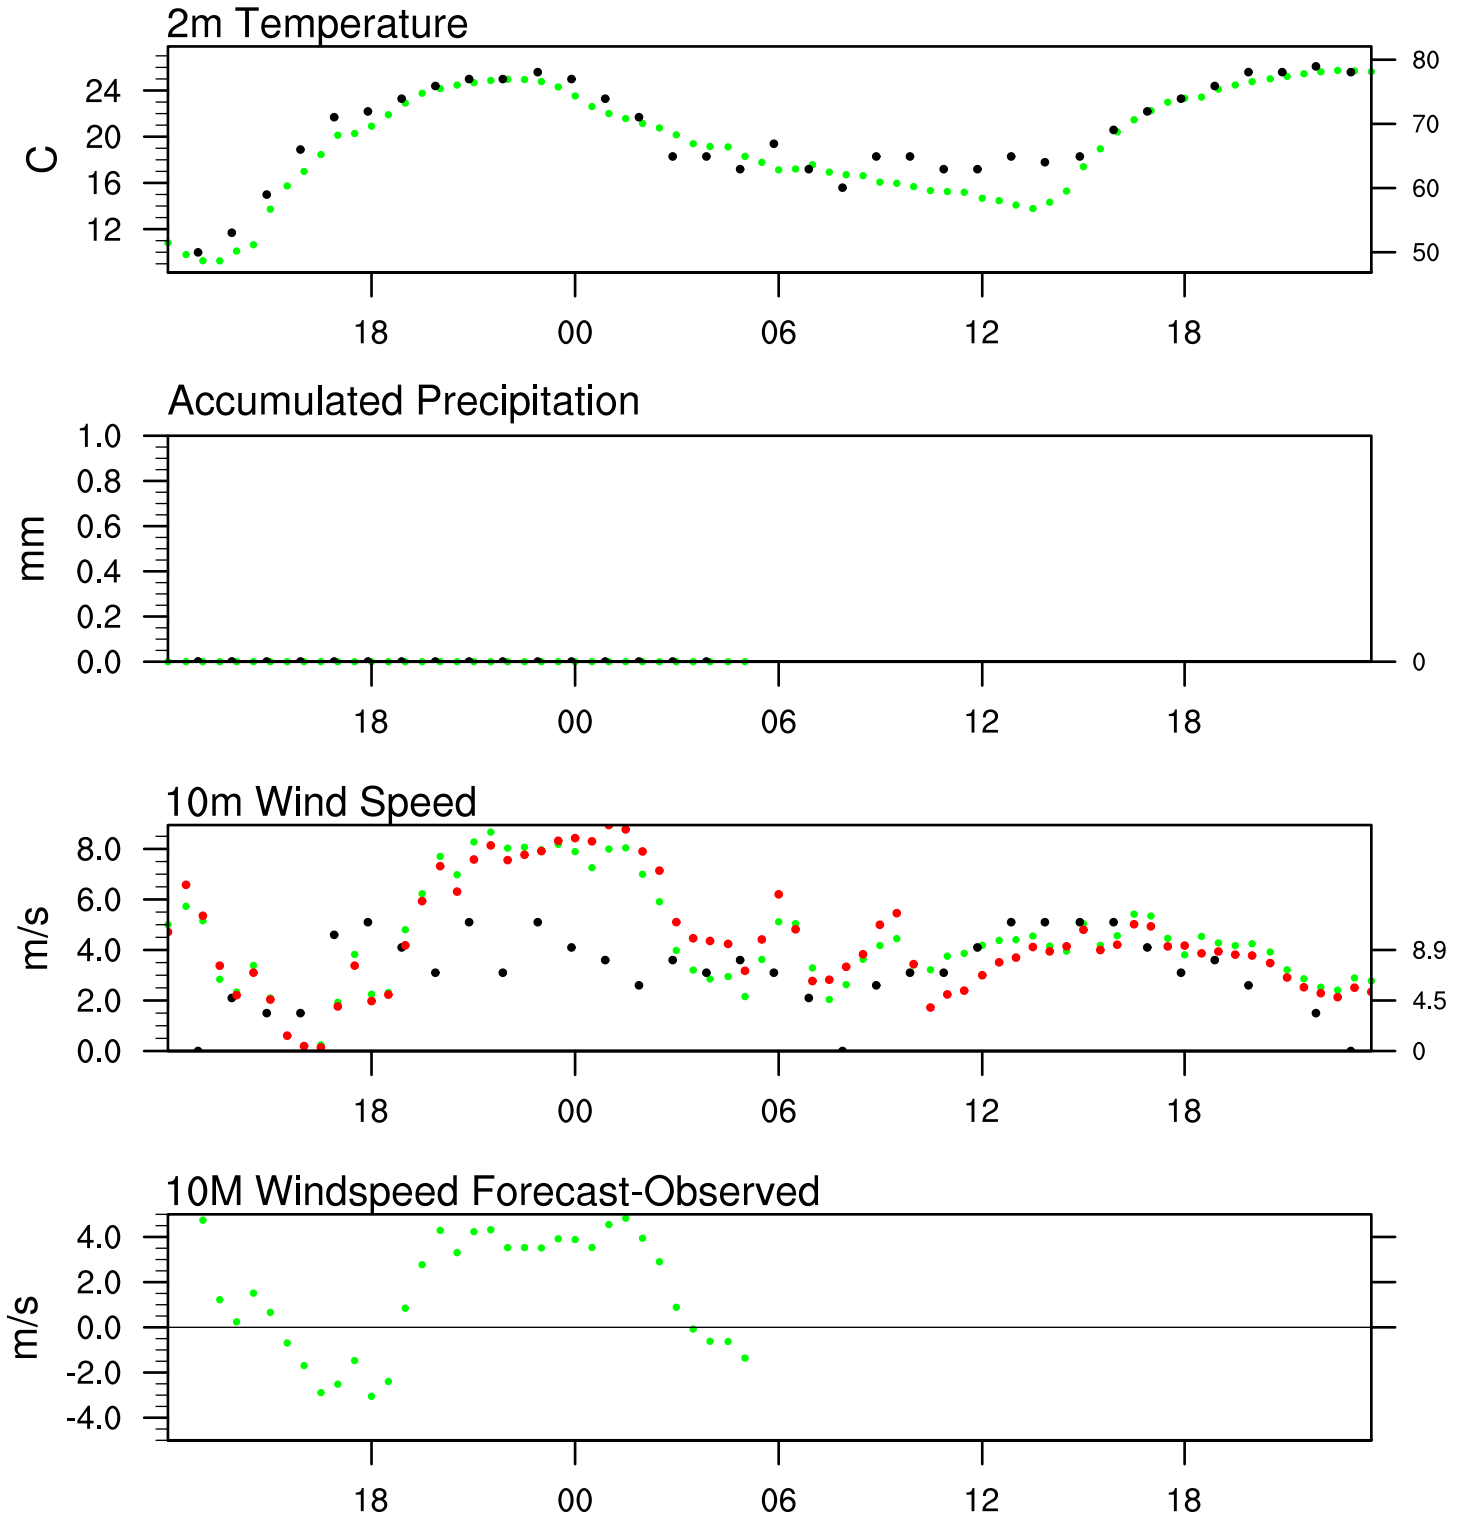 2m Temperature
80
24
70
20
C
16
60
12
50
18 00 06 12 18
Accumulated Precipitation
1.0
0.8
0.6
mm
0.4
0.2
0.0 0
18 00 06 12 18
10m Wind Speed
8.0
6.0
m/s
4.0 8.9
2.0 4.5
0.0 0
18 00 06 12 18
10M Windspeed Forecast-Observed
4.0
2.0
m/s
0.0
-2.0
-4.0
18 00 06 12 18